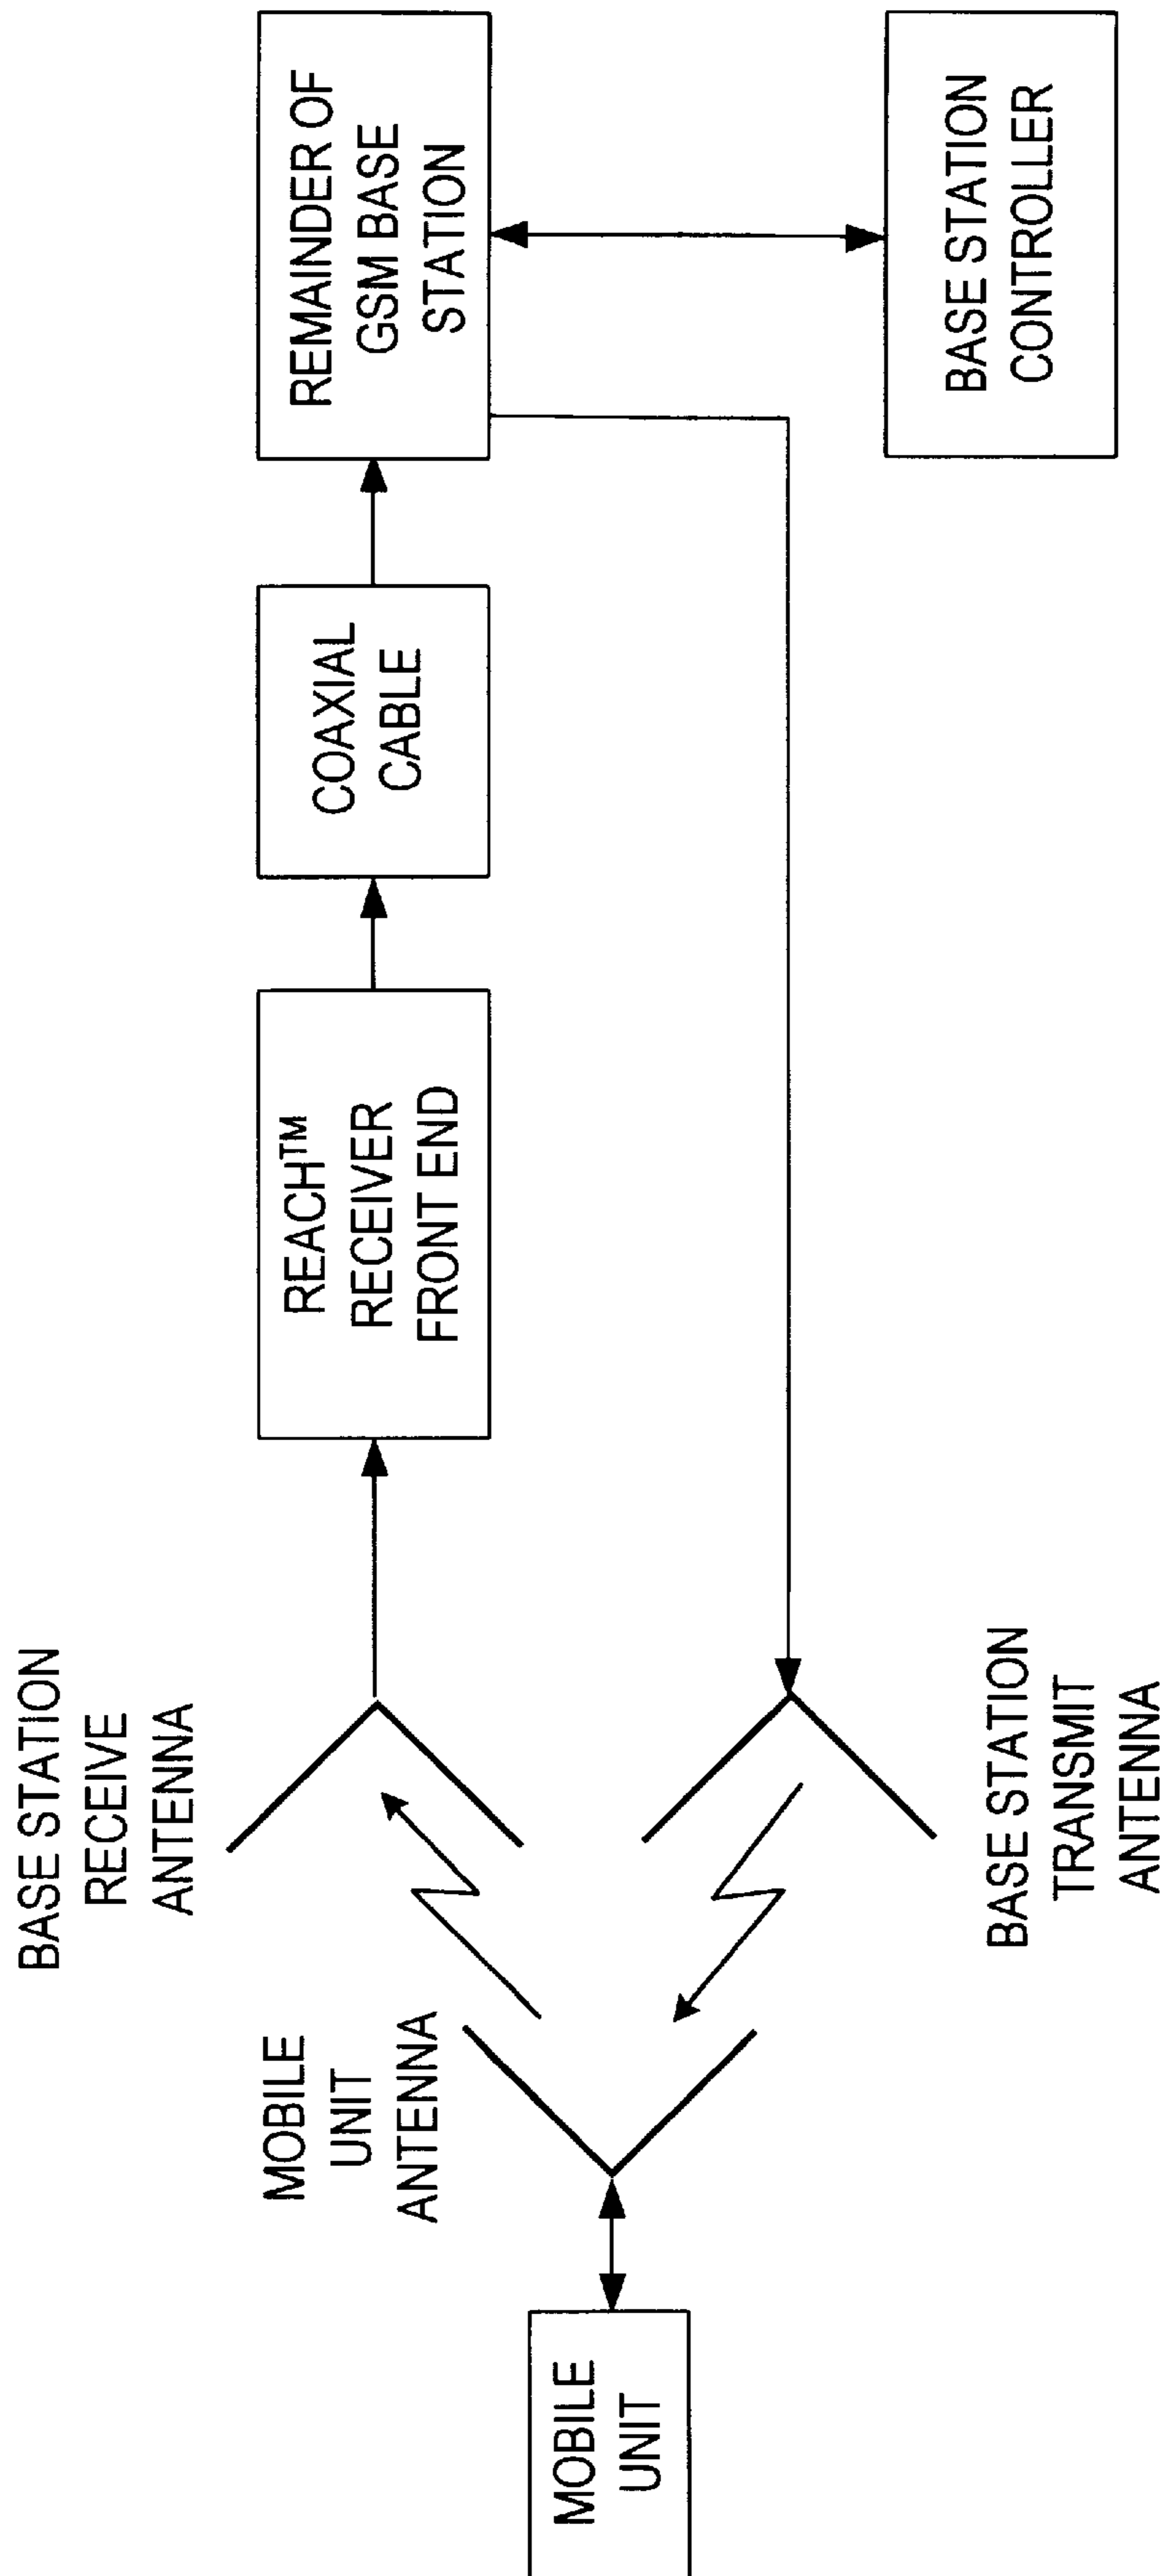 MOBILE
UNIT
MOBILE
UNIT
ANTENNA
BASE STATION
RECEIVE
ANTENNA
BASE STATION
TRANSMIT
ANTENNA
REACH™
RECEIVER
FRONT END
COAXIAL
CABLE
REMAINDER OF
GSM BASE
STATION
BASE STATION
CONTROLLER